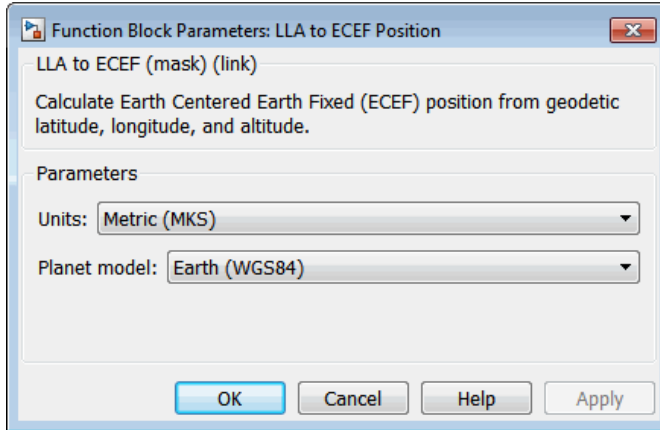 Function Block Parameters: LLA to ECEF Position
LLA to ECEF (mask) (link)
Calculate Earth Centered Earth Fixed (ECEF) position from geodetic
latitude, longitude, and altitude.
Parameters
Units: Metric (MKS)
Planet model: Earth (WGS84)
OK Cancel Help Apply